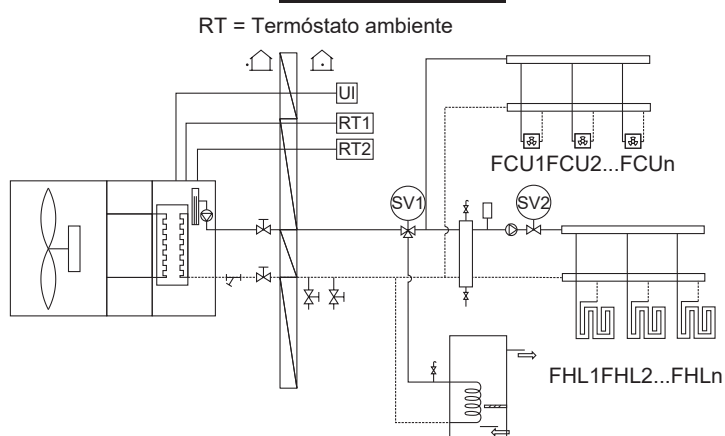 RT = Termóstato ambiente
UI
RT1
RT2
FCU1FCU2...FCUn
SV1
SV2
FHL1FHL2...FHLn